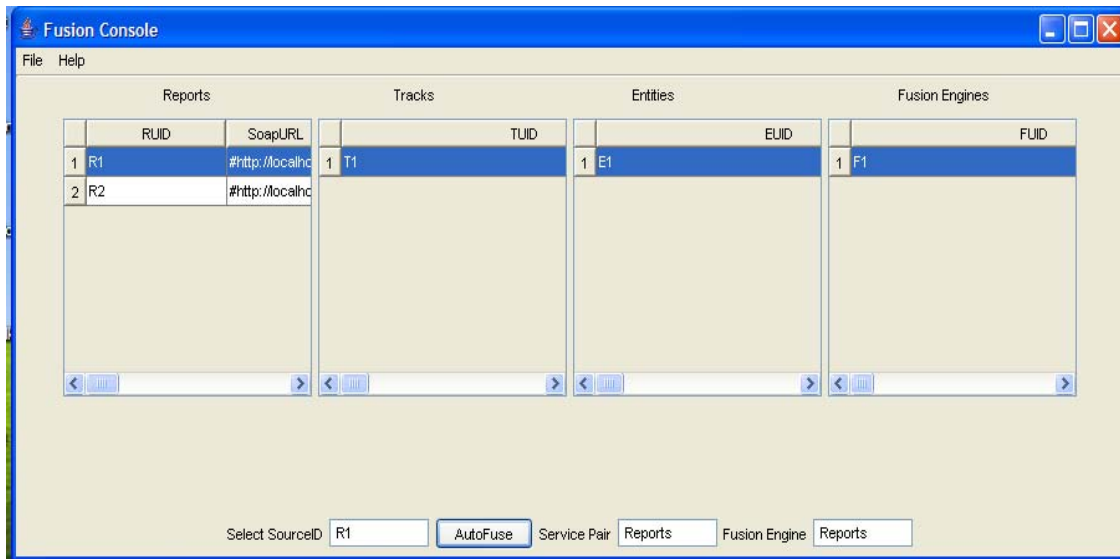 Fusion Console
File Help
Reports Tracks Entities Fusion Engines
RUID SoapURL TUID EUID FUID
1 R1 #http://localhc 1 T1 1 E1 1 F1
2 R2 #http://localhc
Select SourceID R1 AutoFuse Service Pair Reports Fusion Engine Reports